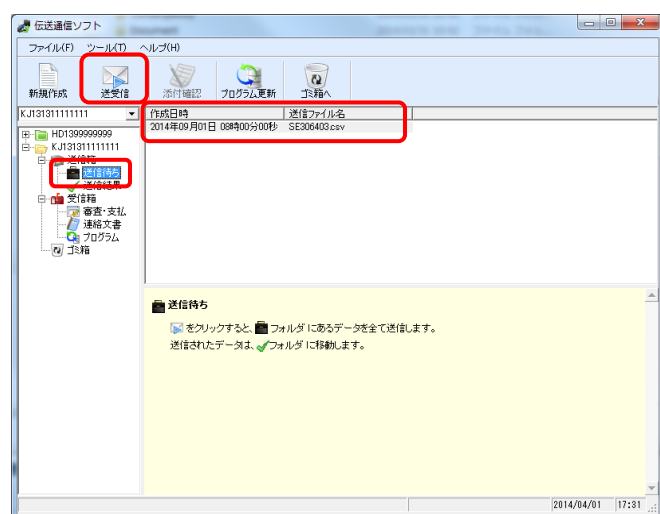 伝送通信ソフト
ファイル(F) ツール(T) ヘルプ(H)
新規作成 送受信 添付確認 プログラム更新 ゴミ箱へ
KJ131311111111
作成日時 送信ファイル名
2014年09月01日 08時00分00秒 SE306403.csv
HD1399999999
KJ131311111111
送信箱
送信待ち
送信結果
受信箱
審査・支払
連絡文書
プログラム
ゴミ箱
送信待ち
をクリックすると、フォルダにあるデータを全て送信します。
送信されたデータは、フォルダに移動します。
2014/04/01 17:31